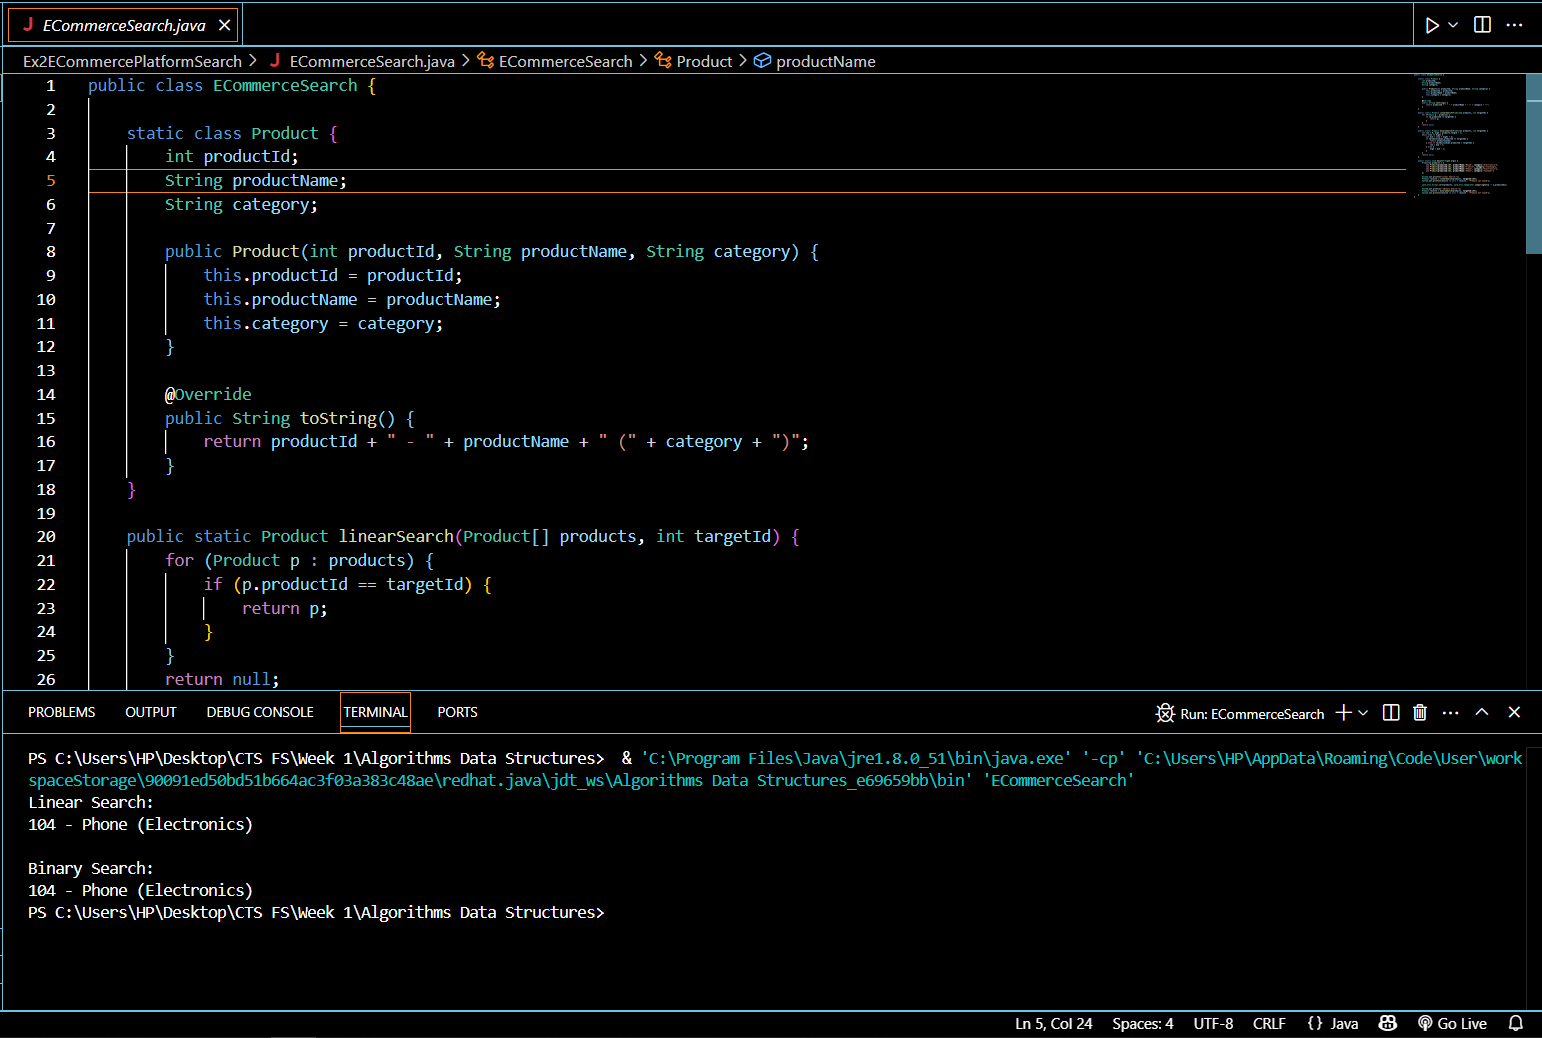 J ECommerceSearch.java
Ex2ECommercePlatformSearch > J ECommerceSearch.java > ECommerceSearch > Product > productName
1 public class ECommerceSearch {
2
3 static class Product {
4 int productId;
5 String productName;
6 String category;
7
8 public Product(int productId, String productName, String category) {
9 this.productId = productId;
10 this.productName = productName;
11 this.category = category;
12 }
13
14 @Override
15 public String toString() {
16 return productId + " - " + productName + " (" + category + ")";
17 }
18 }
19
20 public static Product linearSearch(Product[] products, int targetId) {
21 for (Product p : products) {
22 if (p.productId == targetId) {
23 return p;
24 }
25 }
26 return null;
PROBLEMS OUTPUT DEBUG CONSOLE TERMINAL PORTS Run: ECommerceSearch
PS C:\Users\HP\Desktop\CTS FS\Week 1\Algorithms Data Structures> & 'C:\Program Files\Java\jre1.8.0_51\bin\java.exe' '-cp' 'C:\Users\HP\AppData\Roaming\Code\User\work
spaceStorage\90091ed50bd51b664ac3f03a383c48ae\redhat.java\jdt_ws\Algorithms Data Structures_e69659bb\bin' 'ECommerceSearch'
Linear Search:
104 - Phone (Electronics)
Binary Search:
104 - Phone (Electronics)
PS C:\Users\HP\Desktop\CTS FS\Week 1\Algorithms Data Structures>
Ln 5, Col 24 Spaces: 4 UTF-8 CRLF {} Java Go Live